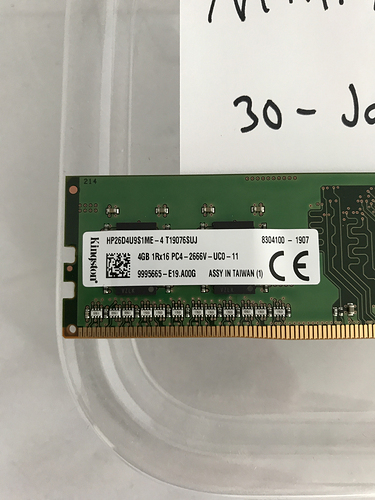 30 - Ja
214
Kingston
HP26D4U9S1ME-4 T19076SUJ
8304100 - 1907
4GB 1Rx16 PC4-2666V-UC0-11
9995665-E19.A00G
ASSY IN TAIWAN (1)
CE